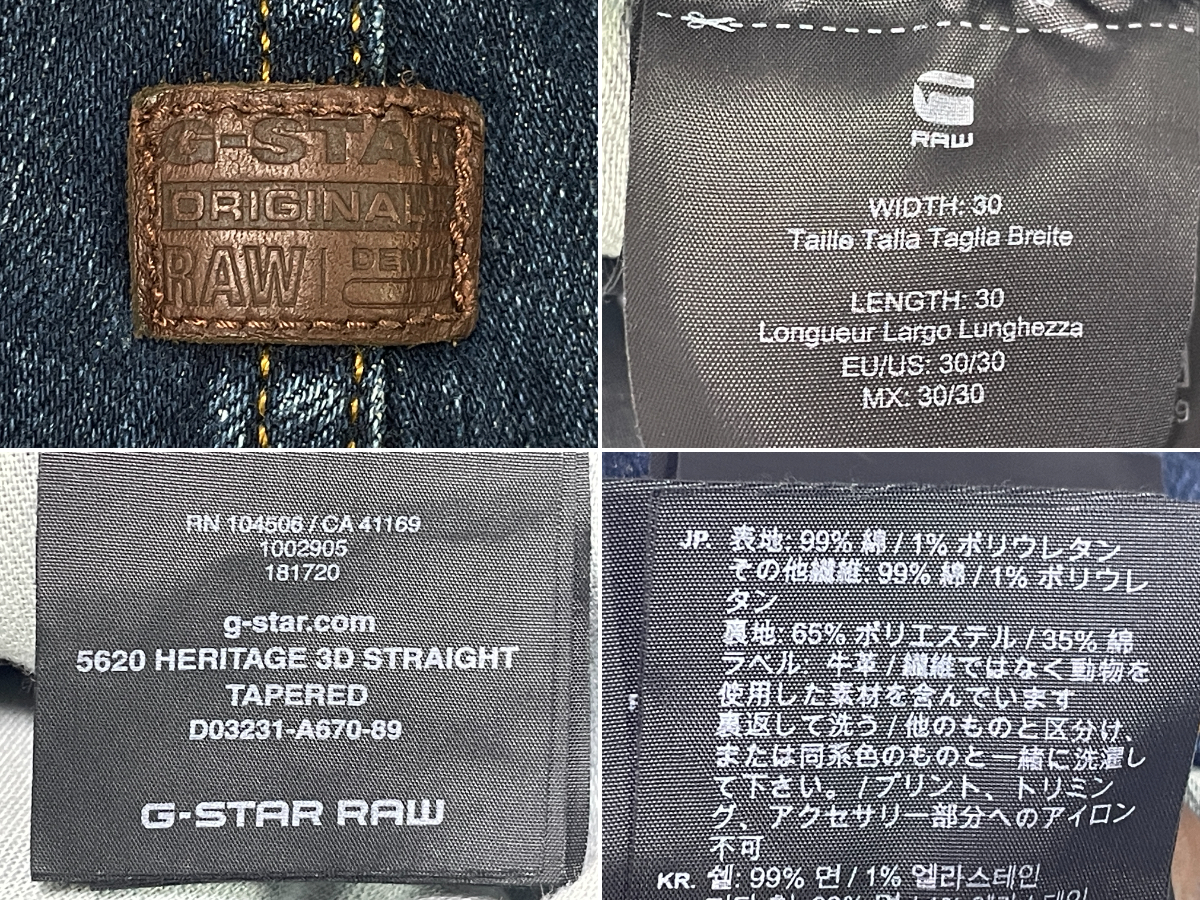 G-STAR
ORIGINALS
RAW DENIM
G
RAW
WIDTH: 30
Taille Talla Taglia Breite
LENGTH: 30
Longueur Largo Lunghezza
EU/US: 30/30
MX: 30/30
9
RN 104506 / CA 41169
1002905
181720
g-star.com
5620 HERITAGE 3D STRAIGHT
TAPERED
D03231-A670-89
G-STAR RAW
JP. 表地: 99% 綿 / 1% ポリウレタン
その他繊維: 99% 綿 / 1% ポリウレ
タン
裏地: 65% ポリエステル / 35% 綿
ラベル: 牛革 / 繊維ではなく動物を
使用した素材を含んでいます
裏返して洗う / 他のものと区分け、
または同系色のものと一緒に洗濯し
て下さい。 / プリント、トリミン
グ、アクセサリー部分へのアイロン
不可
KR. 쉘: 99% 면 / 1% 엘라스테인